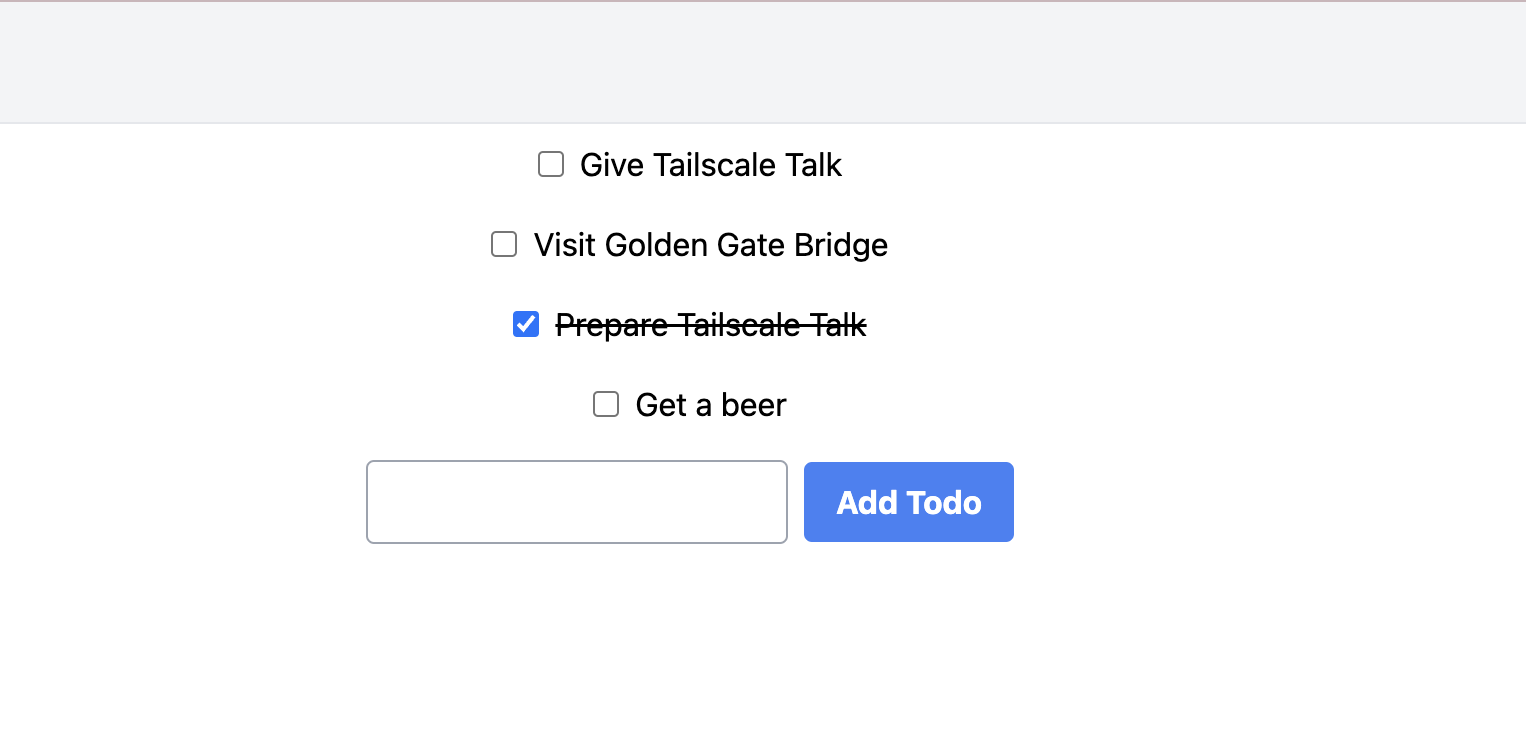 Give Tailscale Talk
Visit Golden Gate Bridge
Prepare Tailscale Talk
Get a beer
Add Todo